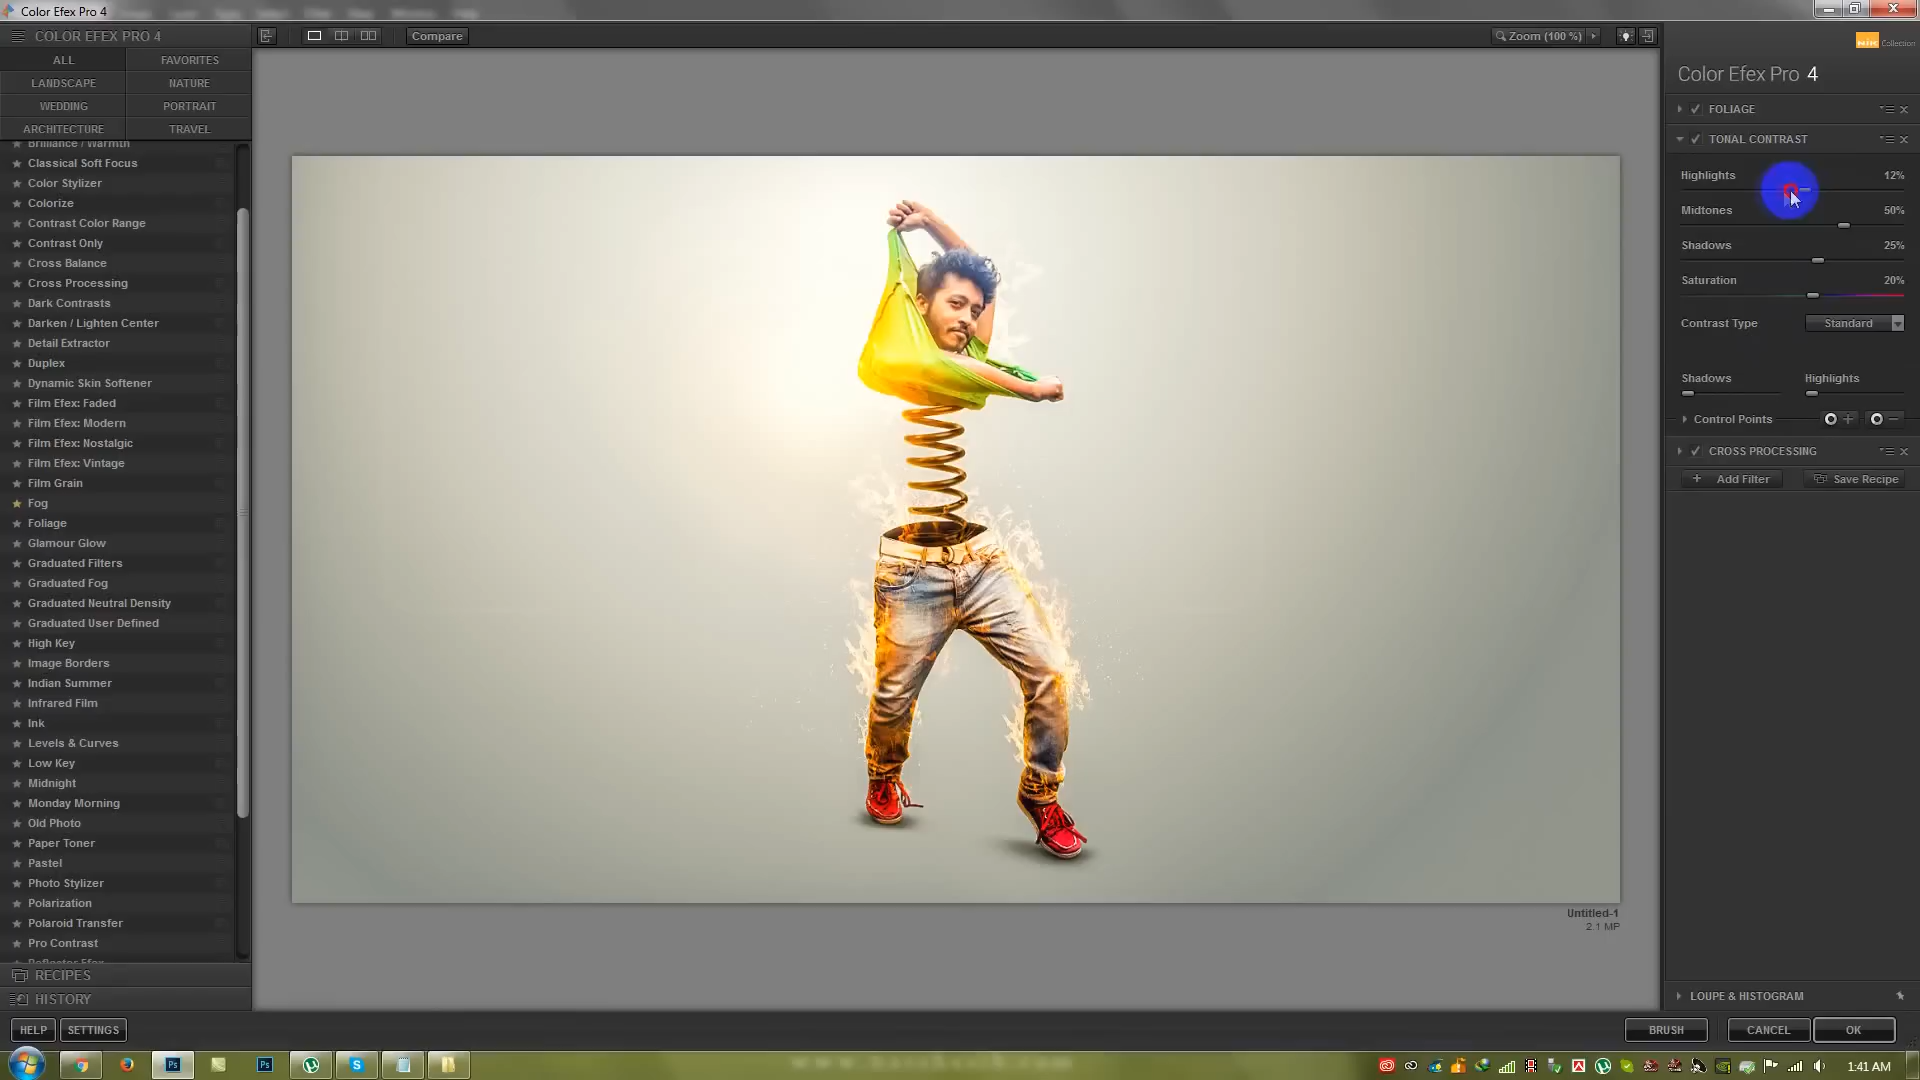 Color Efex Pro 4
COLOR EFEX PRO 4
Compare
Zoom (100 %)
Collection
Color Efex Pro 4
ALL
FAVORITES
LANDSCAPE
NATURE
WEDDING
PORTRAIT
ARCHITECTURE
TRAVEL
Brilliance / Warmth
Classical Soft Focus
Color Stylizer
Colorize
Contrast Color Range
Contrast Only
Cross Balance
Cross Processing
Dark Contrasts
Darken / Lighten Center
Detail Extractor
Duplex
Dynamic Skin Softener
Film Efex: Faded
Film Efex: Modern
Film Efex: Nostalgic
Film Efex: Vintage
Film Grain
Fog
Foliage
Glamour Glow
Graduated Filters
Graduated Fog
Graduated Neutral Density
Graduated User Defined
High Key
Image Borders
Indian Summer
Infrared Film
Ink
Levels & Curves
Low Key
Midnight
Monday Morning
Old Photo
Paper Toner
Pastel
Photo Stylizer
Polarization
Polaroid Transfer
Pro Contrast
Reflector Efex
RECIPES
HISTORY
HELP
SETTINGS
Untitled-1
2.1 MP
FOLIAGE
TONAL CONTRAST
Highlights 12%
Midtones 50%
Shadows 25%
Saturation 20%
Contrast Type Standard
Shadows Highlights
Control Points
CROSS PROCESSING
Add Filter
Save Recipe
LOUPE & HISTOGRAM
BRUSH
CANCEL
OK
1:41 AM